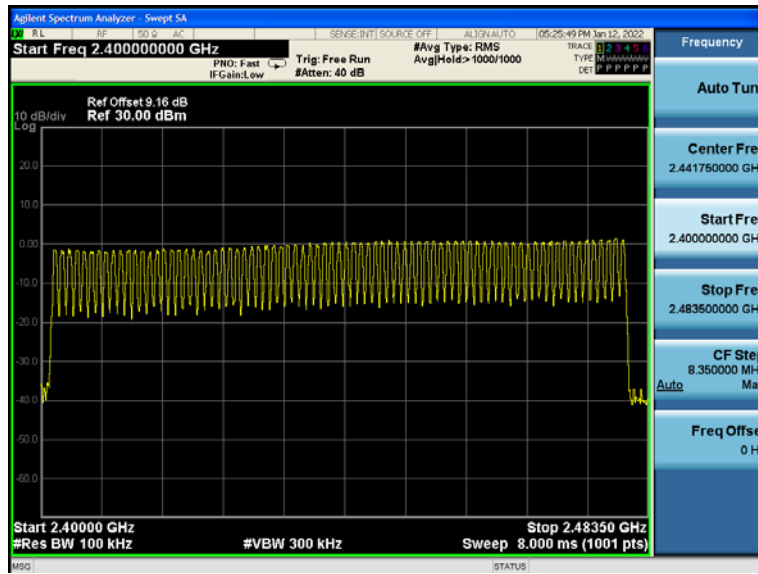 Agilent Spectrum Analyzer - Swept SA
RL RF 50 Ω AC SENSE:INT SOURCE OFF ALIGN AUTO 05:25:49 PM Jan 12, 2022
Start Freq 2.400000000 GHz
PNO: Fast
IFGain:Low
Trig: Free Run
#Atten: 40 dB
#Avg Type: RMS
Avg|Hold:>1000/1000
TRACE 1 2 3 4 5 6
TYPE M
DET P P P P P P
10 dB/div
Log
Ref Offset 9.16 dB
Ref 30.00 dBm
20.0
10.0
0.00
-10.0
-20.0
-30.0
-40.0
-50.0
-60.0
Start 2.40000 GHz Stop 2.48350 GHz
#Res BW 100 kHz #VBW 300 kHz Sweep 8.000 ms (1001 pts)
MSG STATUS
Frequency
Auto Tun
Center Fre
2.441750000 GH
Start Fre
2.400000000 GH
Stop Fre
2.483500000 GH
CF Step
8.350000 MH
Auto Ma
Freq Offse
0 H